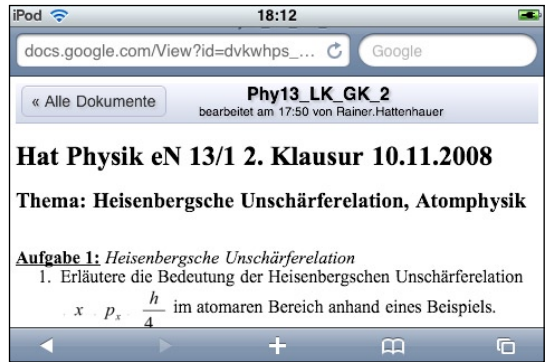 iPod 18:12
docs.google.com/View?id=dvkwhps_... Google
« Alle Dokumente
Phy13_LK_GK_2
bearbeitet am 17:50 von Rainer.Hattenhauer
Hat Physik eN 13/1 2. Klausur 10.11.2008
Thema: Heisenbergsche Unschärferelation, Atomphysik
Aufgabe 1: Heisenbergsche Unschärferelation
1. Erläutere die Bedeutung der Heisenbergschen Unschärferelation
x p_x h/4 im atomaren Bereich anhand eines Beispiels.